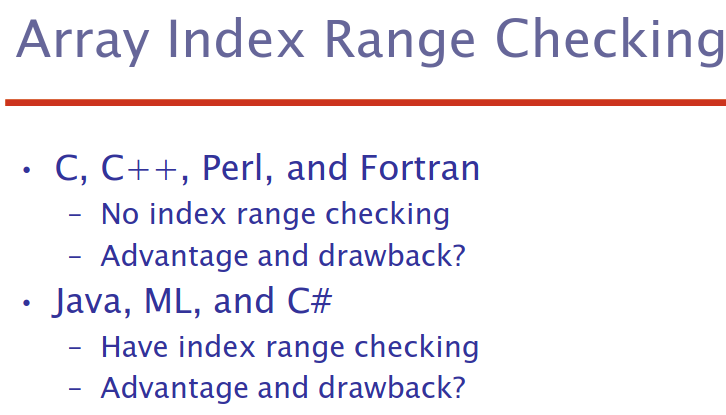 Array Index Range Checking
• C, C++, Perl, and Fortran
– No index range checking
– Advantage and drawback?
• Java, ML, and C#
– Have index range checking
– Advantage and drawback?